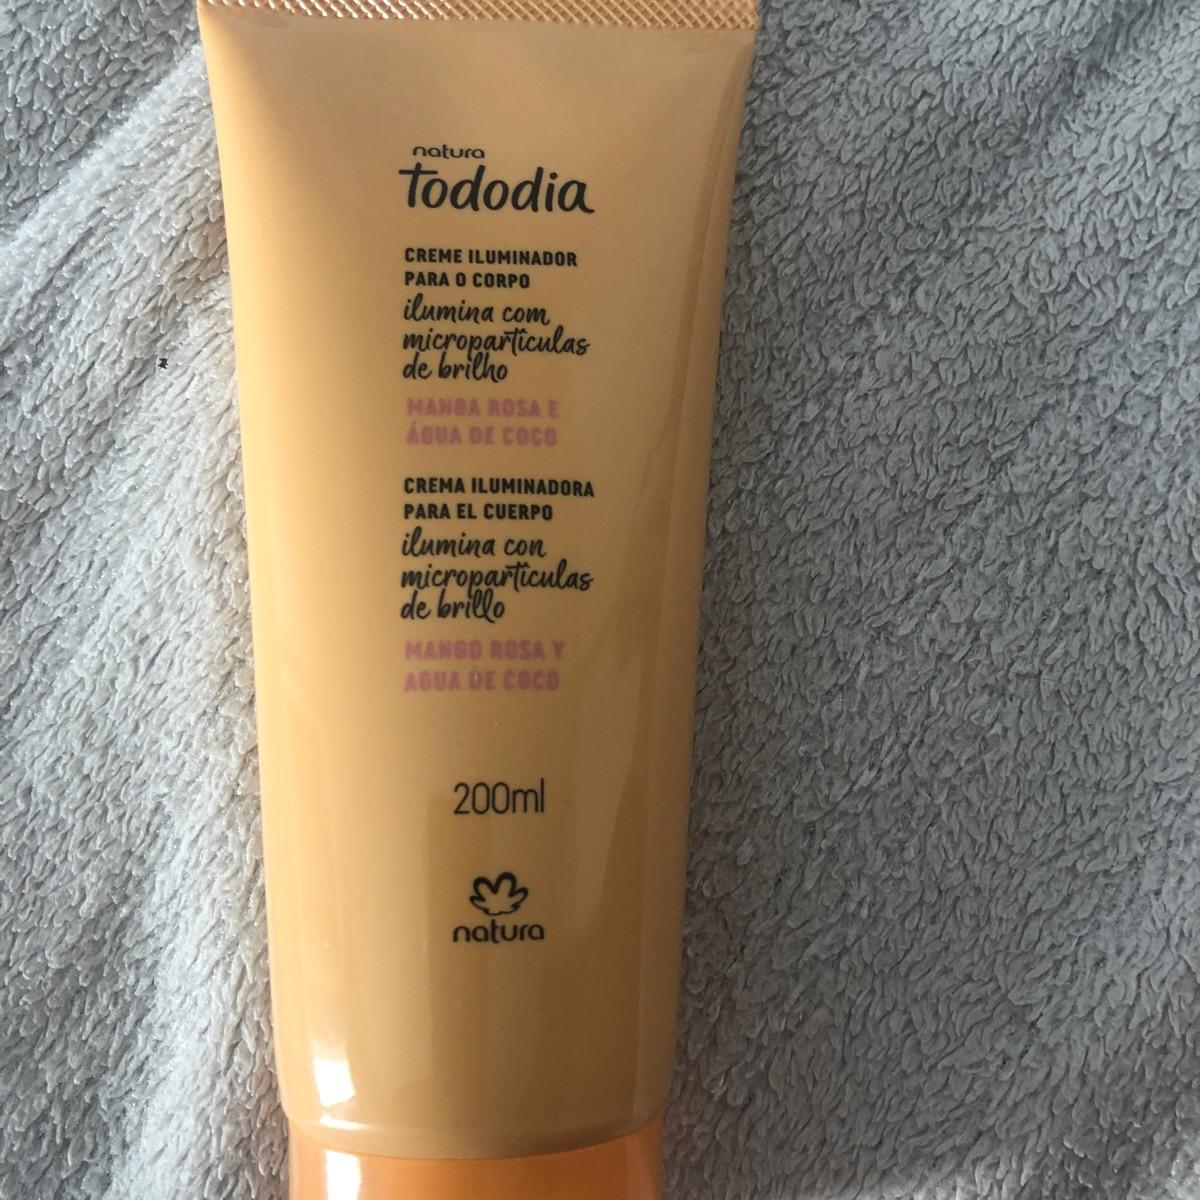 natura
Tododia
CREME ILUMINADOR
PARA O CORPO
ilumina com
micropartículas
de brilho
MANGA ROSA E
ÁGUA DE COCO
CREMA ILUMINADORA
PARA EL CUERPO
ilumina con
micropartículas
de brillo
MANGO ROSA Y
AGUA DE COCO
200ml
natura